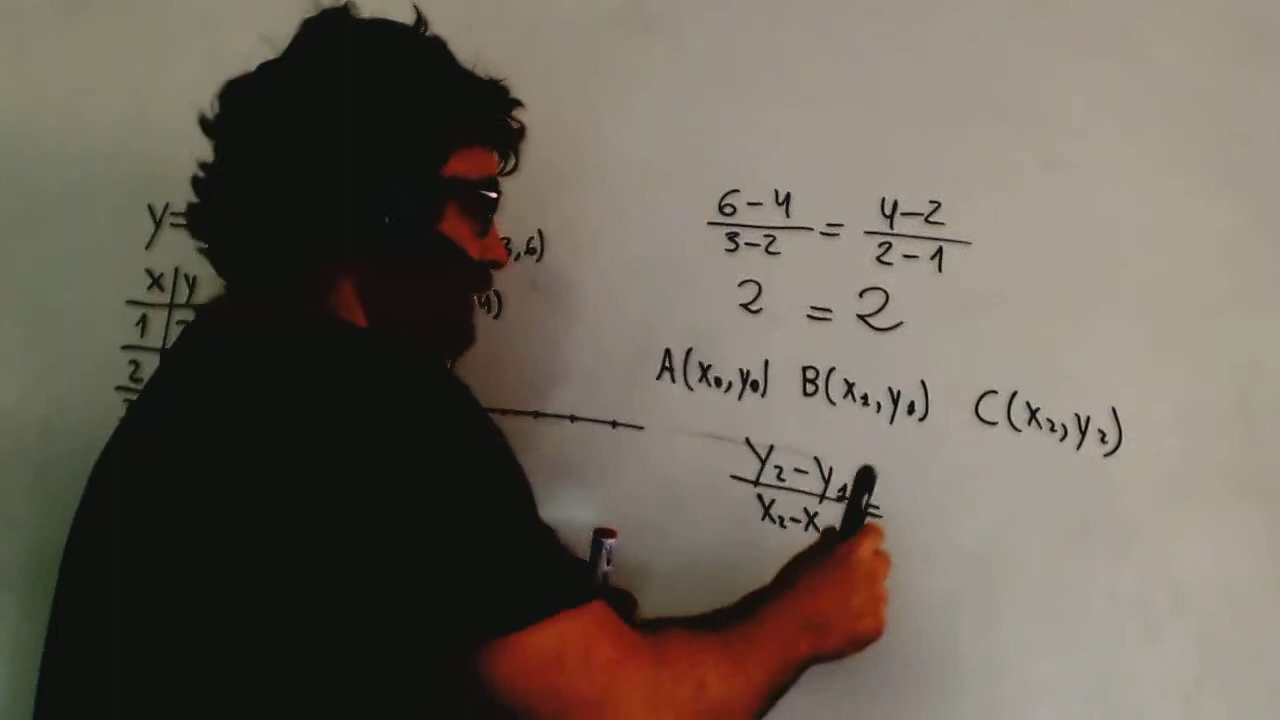 y=
x | y
1
2
3,6)
4)
6-4/3-2 = 4-2/2-1
2 = 2
A(x₀,y₀) B(x₁,y₁) C(x₂,y₂)
y₂-y₁/x₂-x =